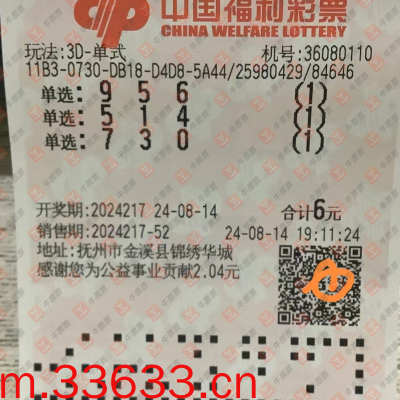 中国福利彩票
CHINA WELFARE LOTTERY
玩法:3D-单式 机号:36080110
11B3-0730-DB18-D4D8-5A44/25980429/84646
单选: 9 5 6 (1)
单选: 5 1 4 (1)
单选: 7 3 0 (1)
开奖期:2024217 24-08-14 合计6元
销售期:2024217-52 24-08-14 19:11:24
地址:抚州市金溪县锦绣华城
感谢您为公益事业贡献2.04元
m.33633.cn